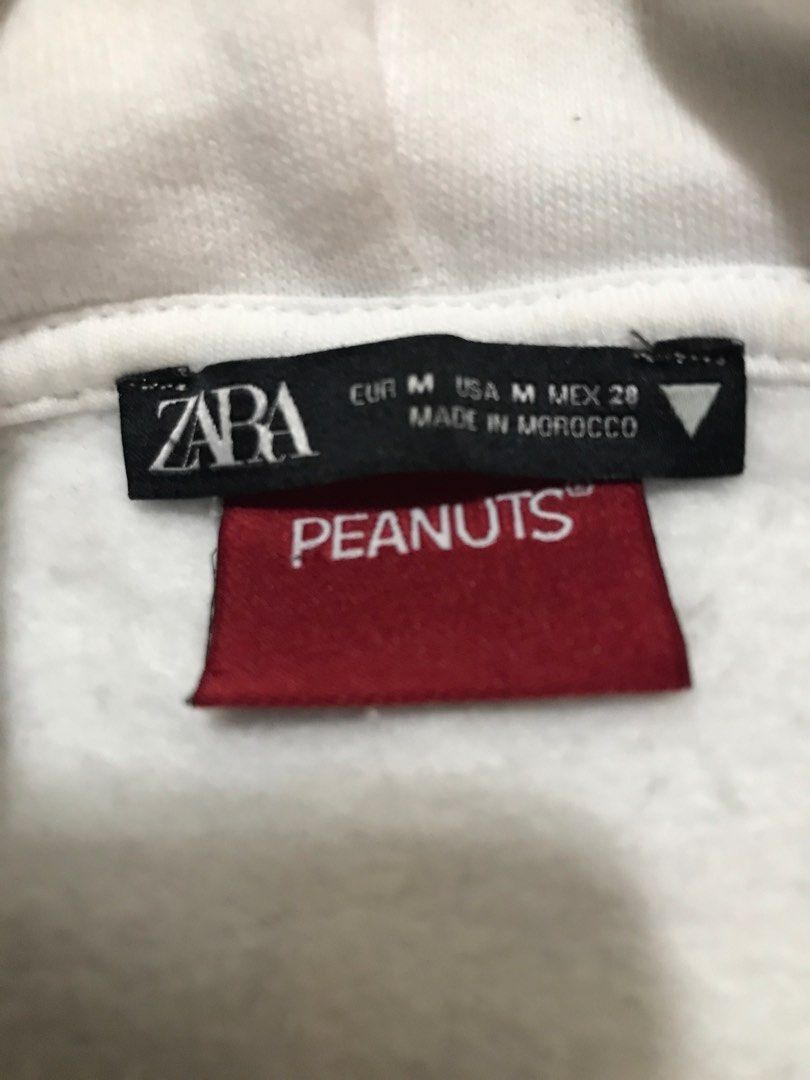 ZARA
EUR M USA M MEX 28
MADE IN MOROCCO
PEANUTS®